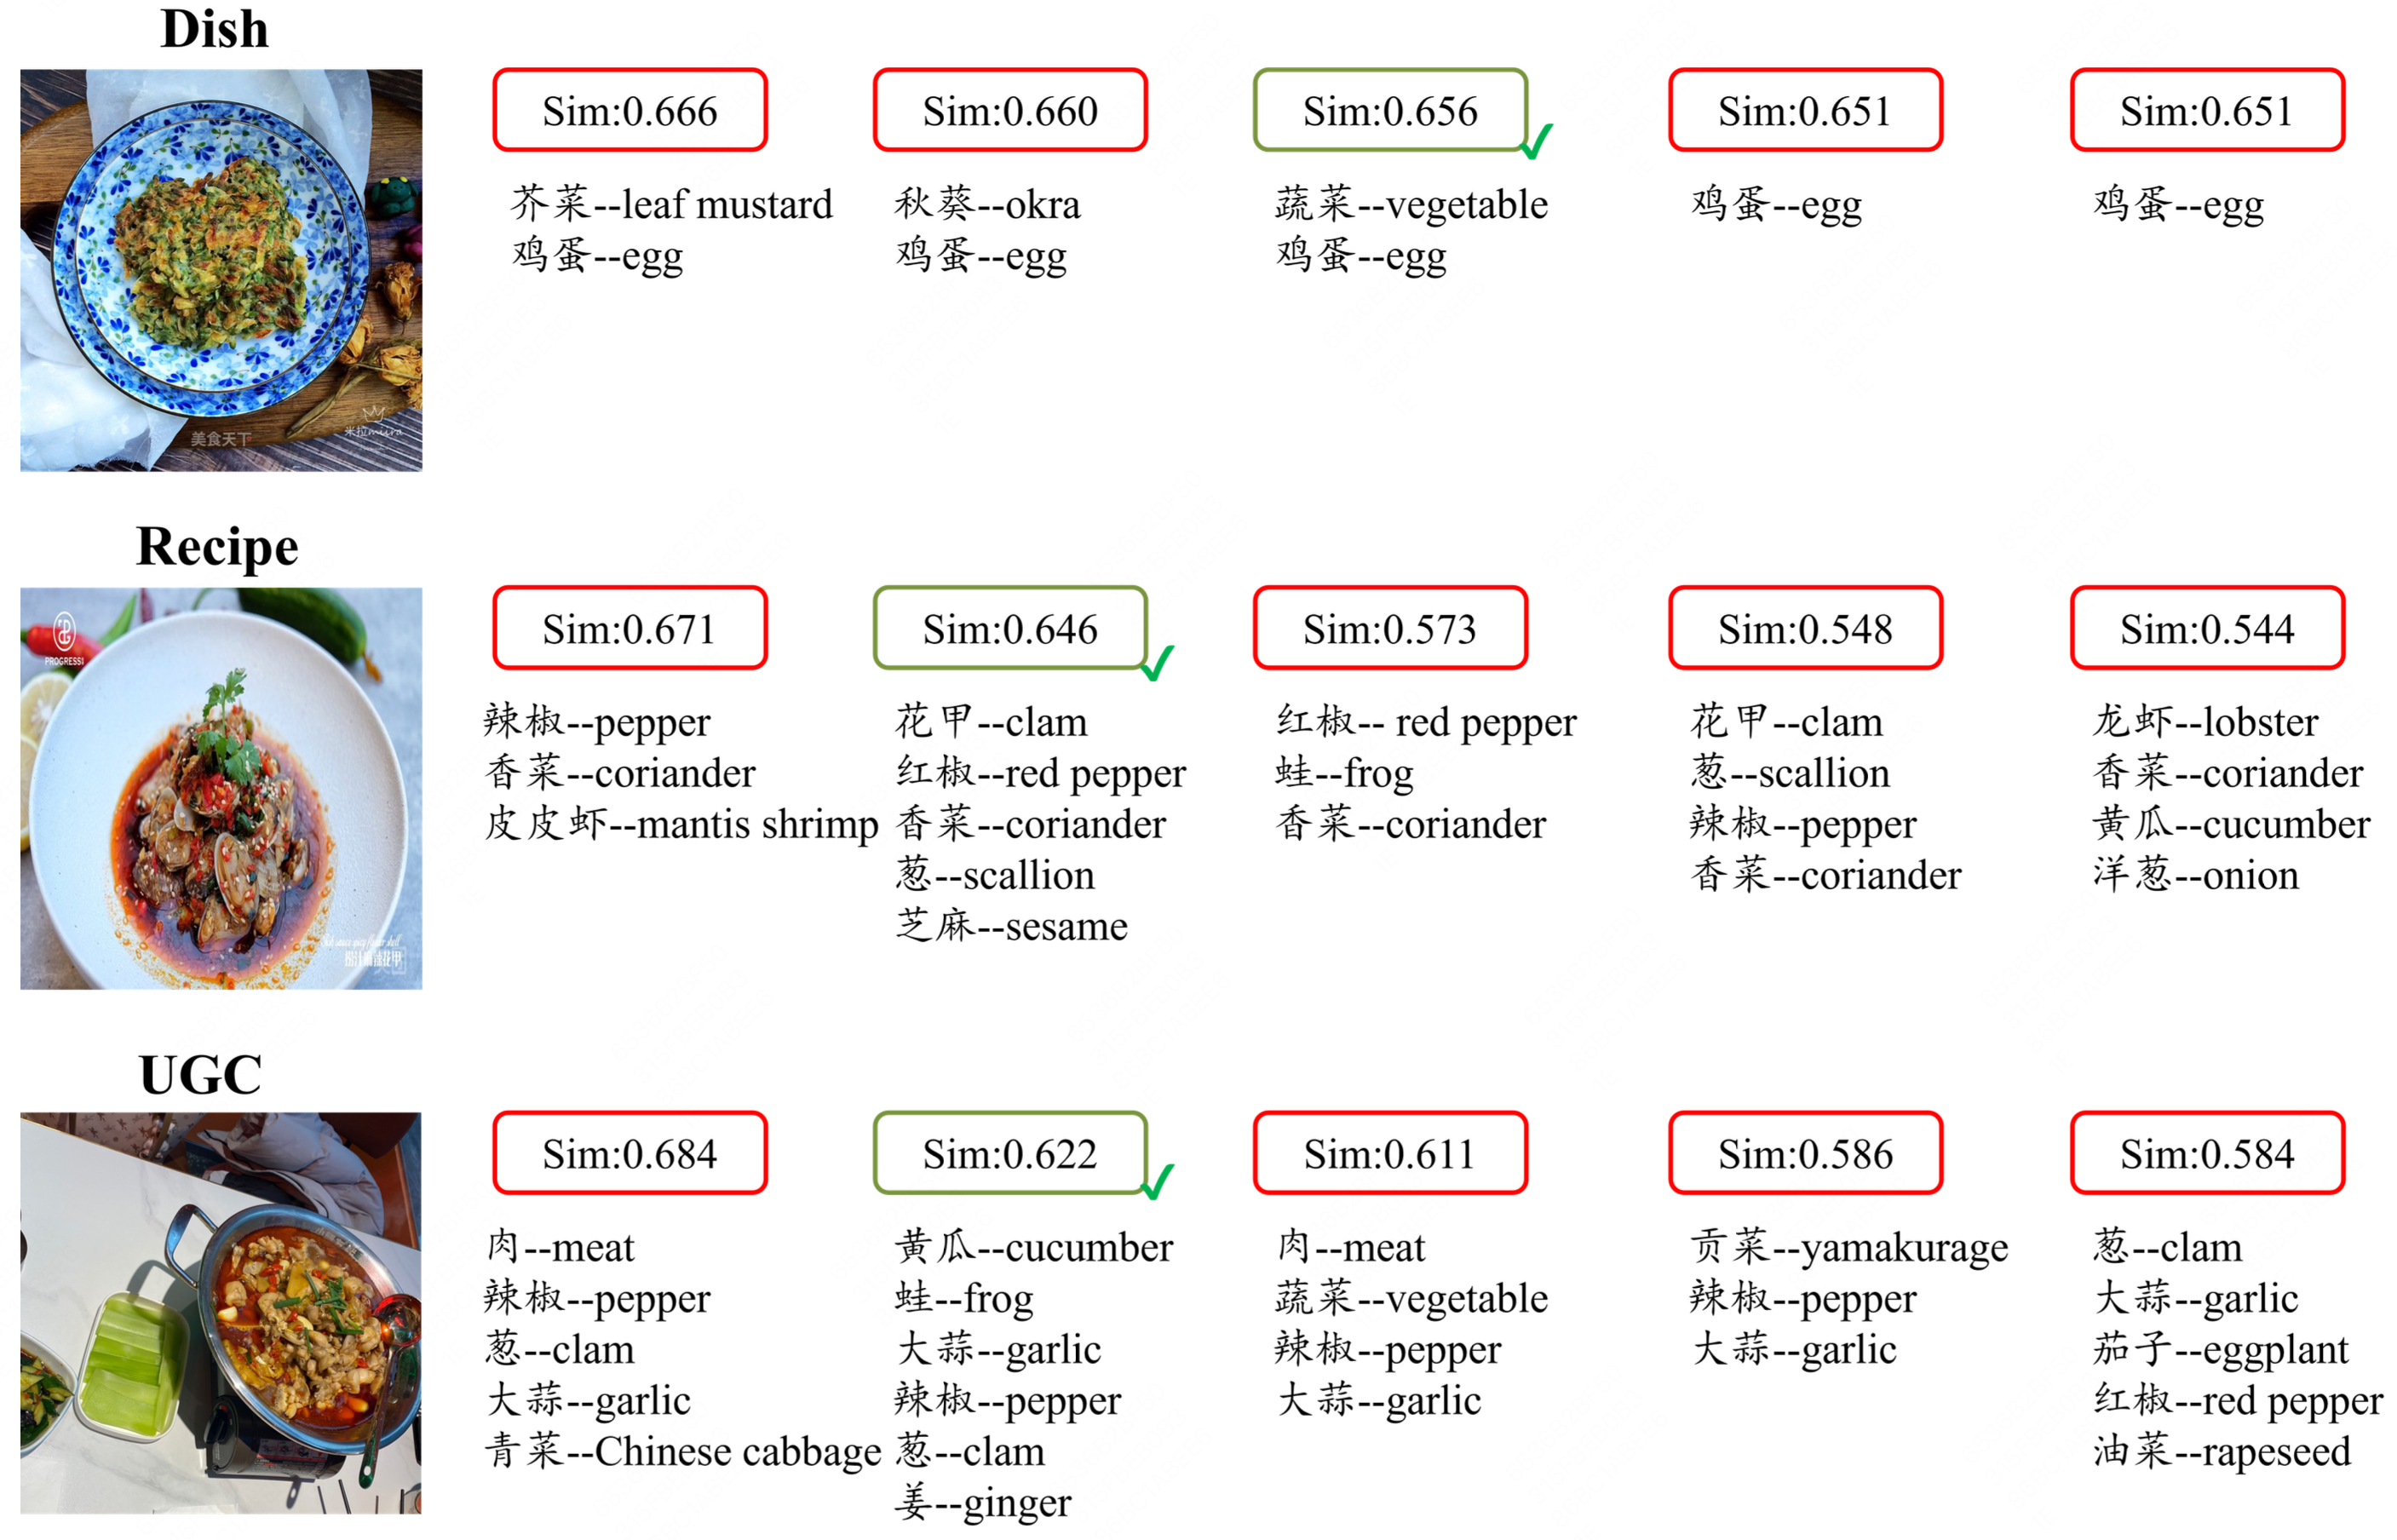 Dish
Sim:0.666
芥菜--leaf mustard
鸡蛋--egg
Sim:0.660
秋葵--okra
鸡蛋--egg
Sim:0.656
蔬菜--vegetable
鸡蛋--egg
Sim:0.651
鸡蛋--egg
Sim:0.651
鸡蛋--egg
美食天下
米拉miira
Recipe
PROGRESSI
Sim:0.671
辣椒--pepper
香菜--coriander
皮皮虾--mantis shrimp
Sim:0.646
花甲--clam
红椒--red pepper
香菜--coriander
葱--scallion
芝麻--sesame
Sim:0.573
红椒-- red pepper
蛙--frog
香菜--coriander
Sim:0.548
花甲--clam
葱--scallion
辣椒--pepper
香菜--coriander
Sim:0.544
龙虾--lobster
香菜--coriander
黄瓜--cucumber
洋葱--onion
UGC
Sim:0.684
肉--meat
辣椒--pepper
葱--clam
大蒜--garlic
青菜--Chinese cabbage
Sim:0.622
黄瓜--cucumber
蛙--frog
大蒜--garlic
辣椒--pepper
葱--clam
姜--ginger
Sim:0.611
肉--meat
蔬菜--vegetable
辣椒--pepper
大蒜--garlic
Sim:0.586
贡菜--yamakurage
辣椒--pepper
大蒜--garlic
Sim:0.584
葱--clam
大蒜--garlic
茄子--eggplant
红椒--red pepper
油菜--rapeseed